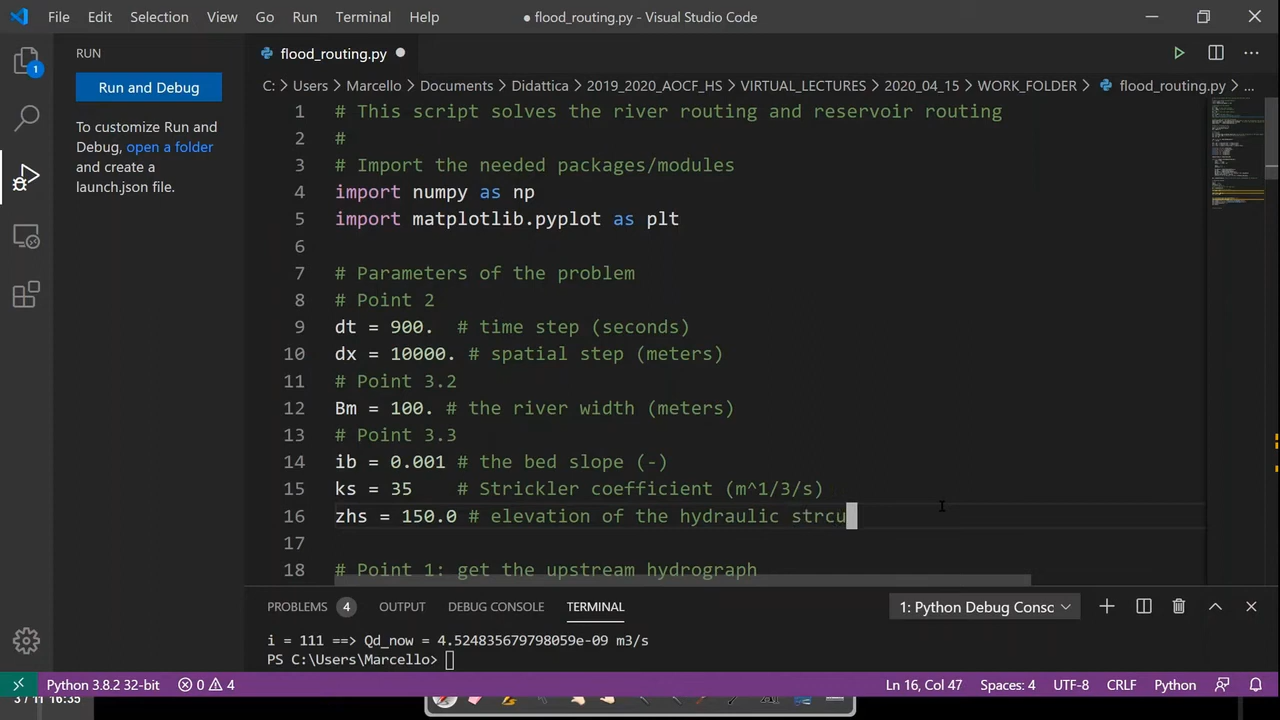 File Edit Selection View Go Run Terminal Help
● flood_routing.py - Visual Studio Code
RUN
flood_routing.py ●
Run and Debug
C: > Users > Marcello > Documents > Didattica > 2019_2020_AOCF_HS > VIRTUAL_LECTURES > 2020_04_15 > WORK_FOLDER > flood_routing.py > ...
To customize Run and
Debug, open a folder
and create a
launch.json file.
1 # This script solves the river routing and reservoir routing
2 #
3 # Import the needed packages/modules
4 import numpy as np
5 import matplotlib.pyplot as plt
6
7 # Parameters of the problem
8 # Point 2
9 dt = 900.  # time step (seconds)
10 dx = 10000. # spatial step (meters)
11 # Point 3.2
12 Bm = 100. # the river width (meters)
13 # Point 3.3
14 ib = 0.001 # the bed slope (-)
15 ks = 35    # Strickler coefficient (m^1/3/s)
16 zhs = 150.0 # elevation of the hydraulic strcu
17
18 # Point 1: get the upstream hydrograph
1
PROBLEMS 4 OUTPUT DEBUG CONSOLE TERMINAL
1: Python Debug Consc
i = 111 ==> Qd_now = 4.524835679798059e-09 m3/s
PS C:\Users\Marcello>
Python 3.8.2 32-bit 0 4
Ln 16, Col 47 Spaces: 4 UTF-8 CRLF Python
3 / 11 16:35